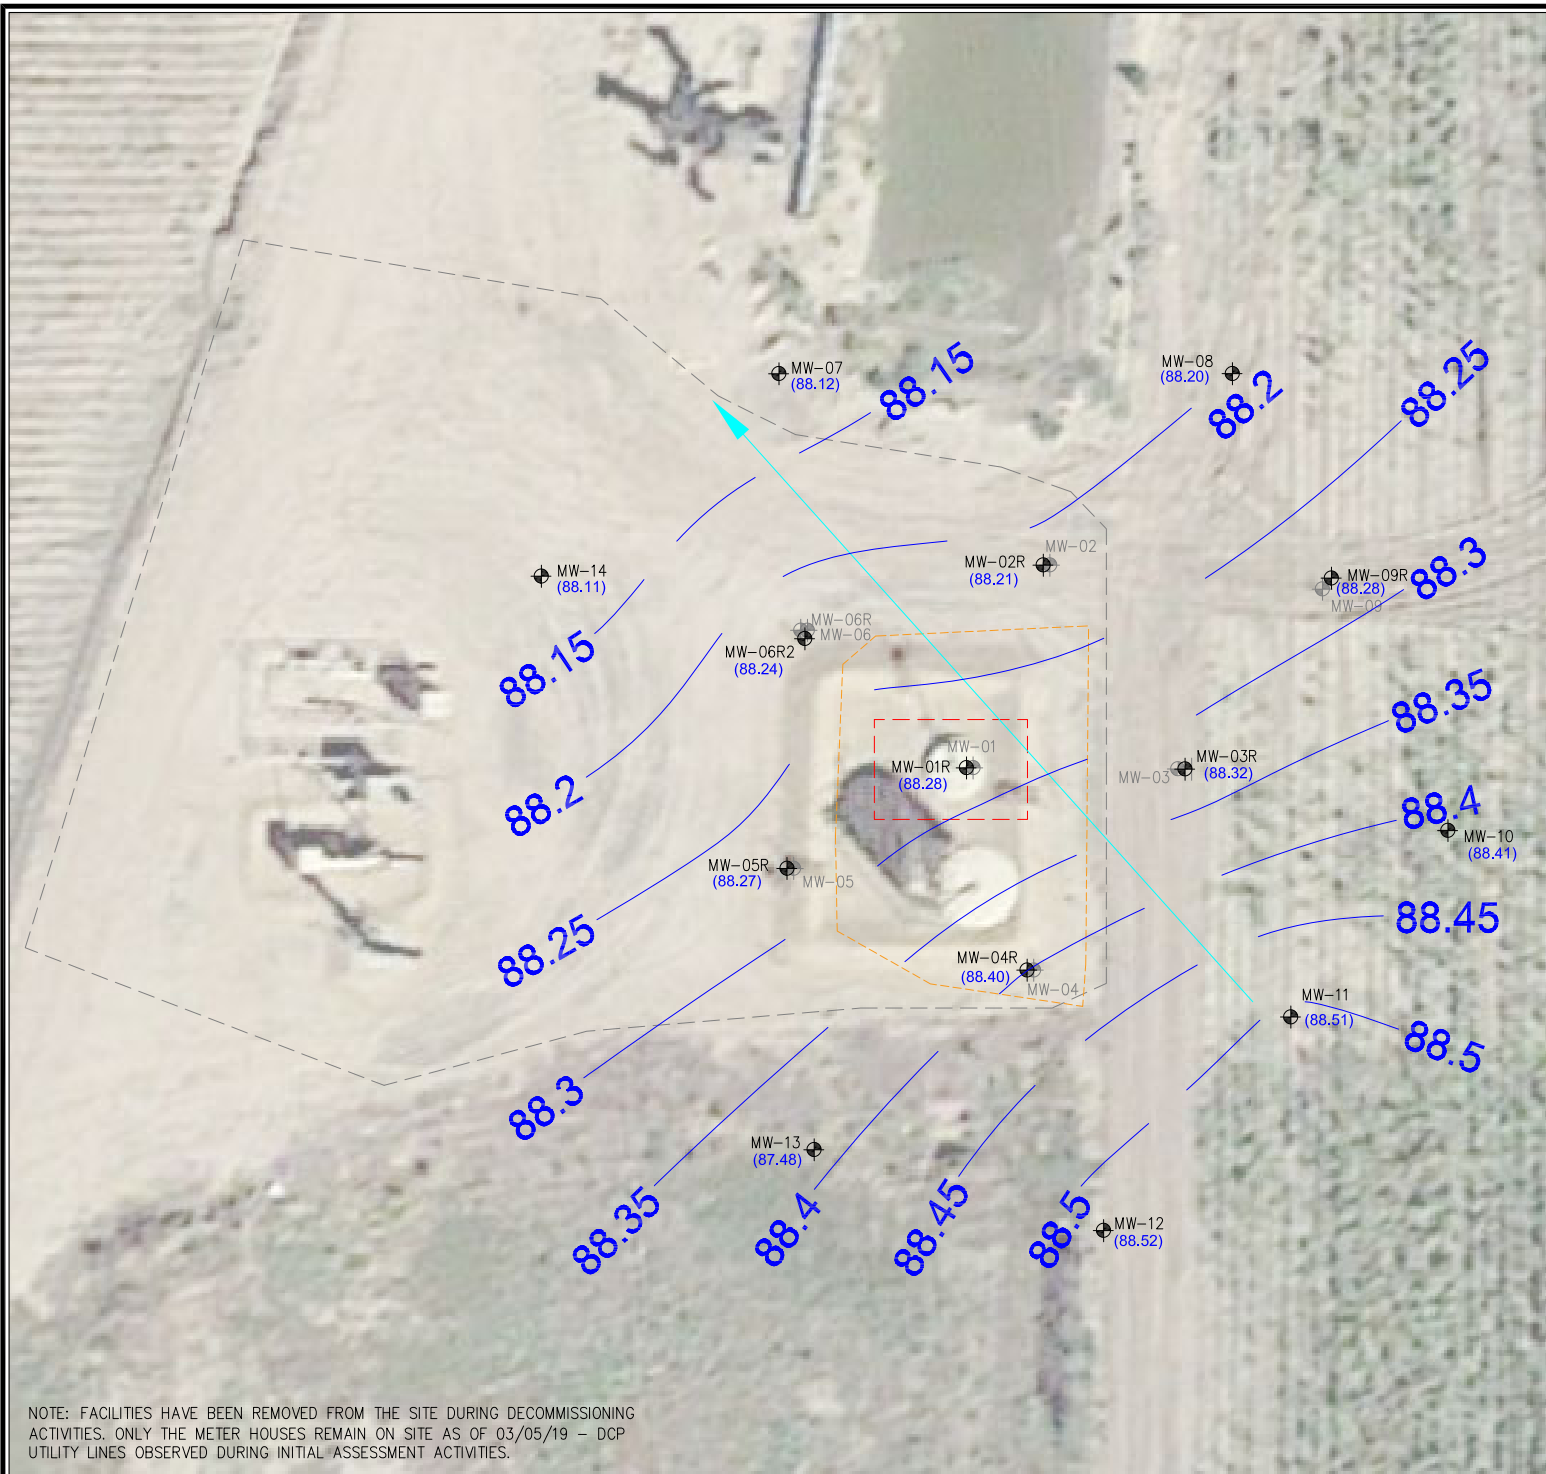 MW-07
(88.12)
88.15
MW-08
(88.20)
88.2
88.25
MW-02
MW-02R
(88.21)
MW-14
(88.11)
MW-09R
(88.28)
MW-09
88.3
MW-06R
MW-06
MW-06R2
(88.24)
88.15
88.35
MW-01
MW-01R
(88.28)
MW-03R
MW-03
(88.32)
88.2
88.4
MW-10
(88.41)
MW-05R
(88.27)
MW-05
88.45
88.25
MW-04R
(88.40)
MW-04
MW-11
(88.51)
88.5
88.3
MW-13
(87.48)
88.35
88.4
88.45
88.5
MW-12
(88.52)
NOTE: FACILITIES HAVE BEEN REMOVED FROM THE SITE DURING DECOMMISSIONING
ACTIVITIES. ONLY THE METER HOUSES REMAIN ON SITE AS OF 03/05/19 – DCP
UTILITY LINES OBSERVED DURING INITIAL ASSESSMENT ACTIVITIES.